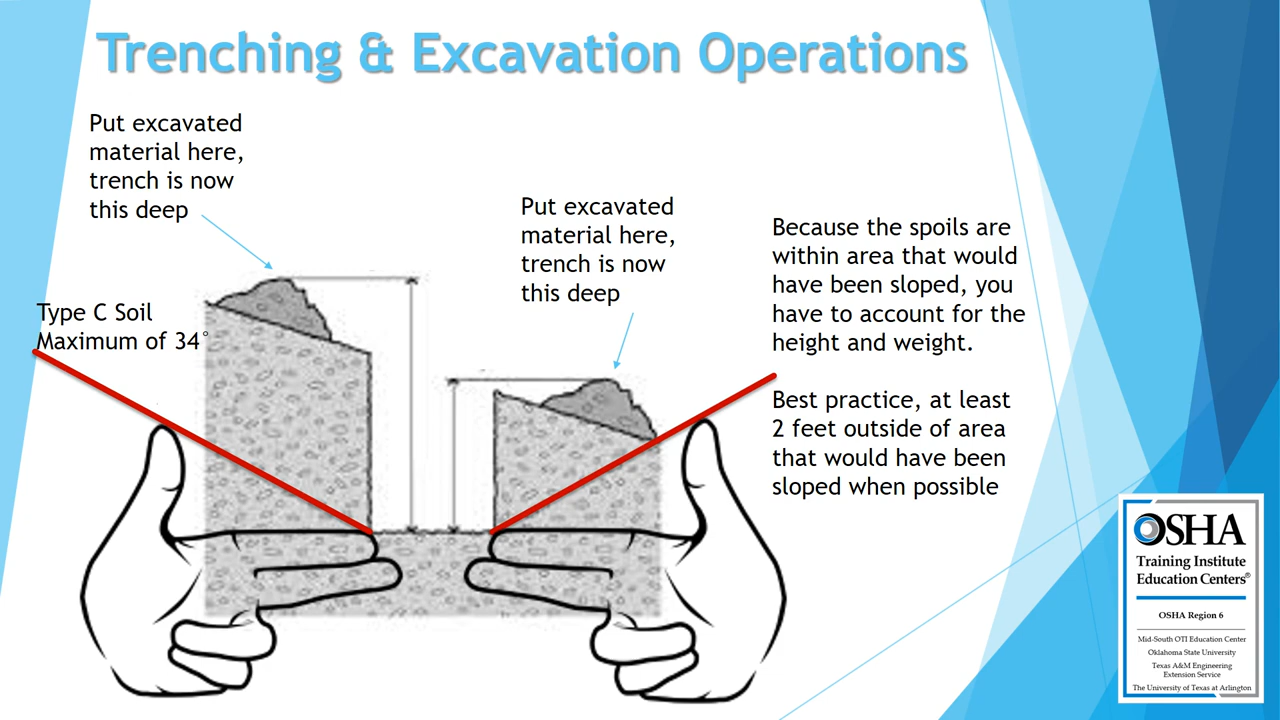 Trenching & Excavation Operations
Put excavated
material here,
trench is now
this deep
Put excavated
material here,
trench is now
this deep
Type C Soil
Maximum of 34°
Because the spoils are
within area that would
have been sloped, you
have to account for the
height and weight.
Best practice, at least
2 feet outside of area
that would have been
sloped when possible
OSHA
Training Institute
Education Centers®
OSHA Region 6
Mid-South OTI Education Center
Oklahoma State University
Texas A&M Engineering
Extension Service
The University of Texas at Arlington